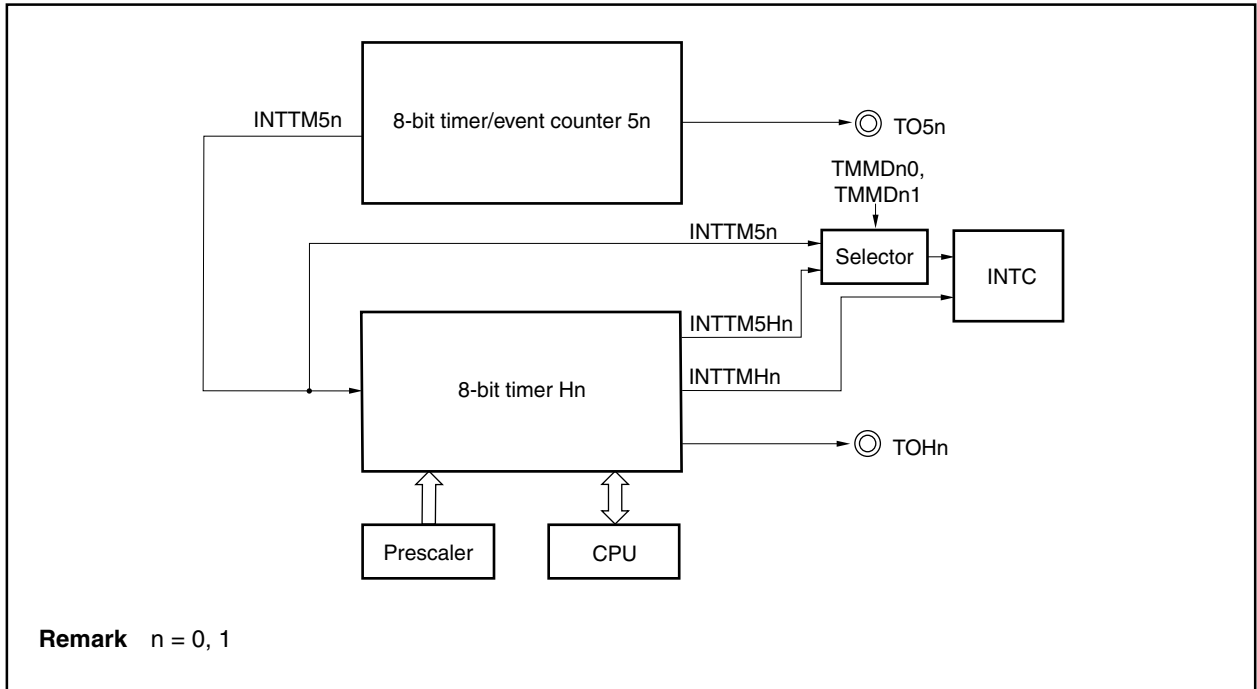 INTTM5n
8-bit timer/event counter 5n
TO5n
TMMDn0,
TMMDn1
INTTM5n
Selector
INTC
INTTM5Hn
8-bit timer Hn
INTTMHn
TOHn
Prescaler
CPU
Remark n = 0, 1